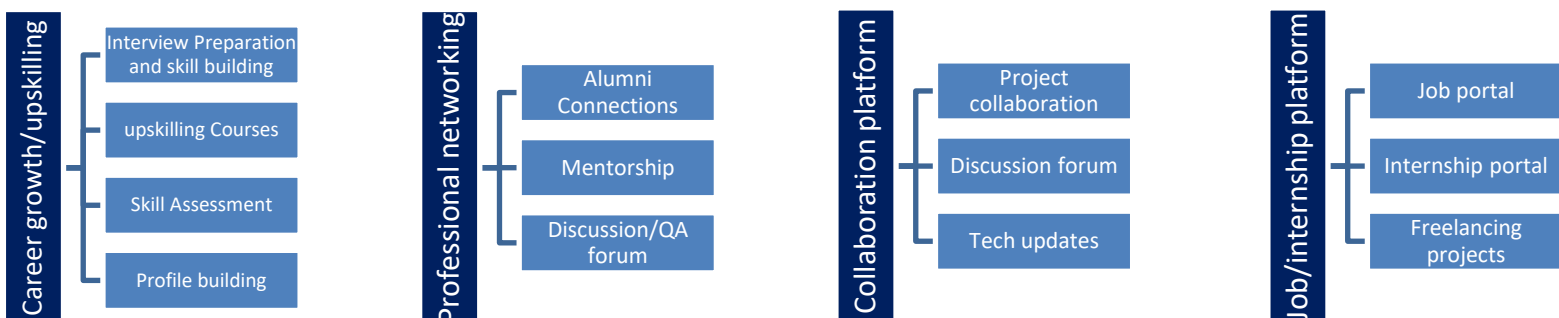 Career growth/upskilling
Interview Preparation
and skill building
upskilling Courses
Skill Assessment
Profile building
Professional networking
Alumni
Connections
Mentorship
Discussion/QA
forum
Collaboration platform
Project
collaboration
Discussion forum
Tech updates
Job/internship platform
Job portal
Internship portal
Freelancing
projects